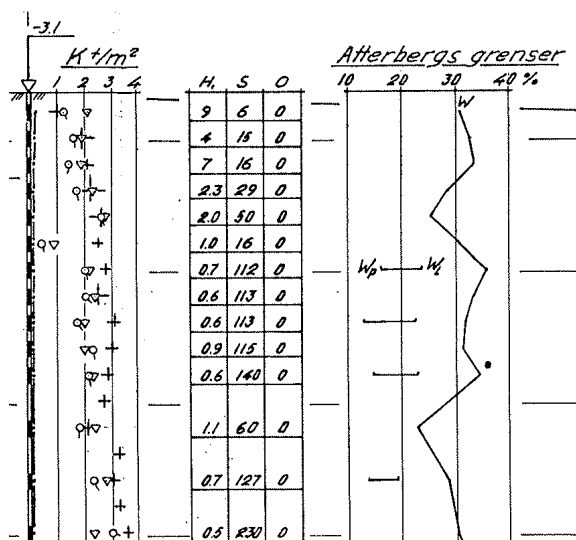 -3.1
K t/m² Atterbergs grenser
1 2 3 4 H, S O 10 20 30 40 %
9 6 0 W
4 15 0
7 16 0
2.3 29 0
2.0 50 0
1.0 16 0
0.7 112 0 Wp WL
0.6 113 0
0.6 113 0
0.9 115 0
0.6 140 0
1.1 60 0
0.7 127 0
0.5 230 0